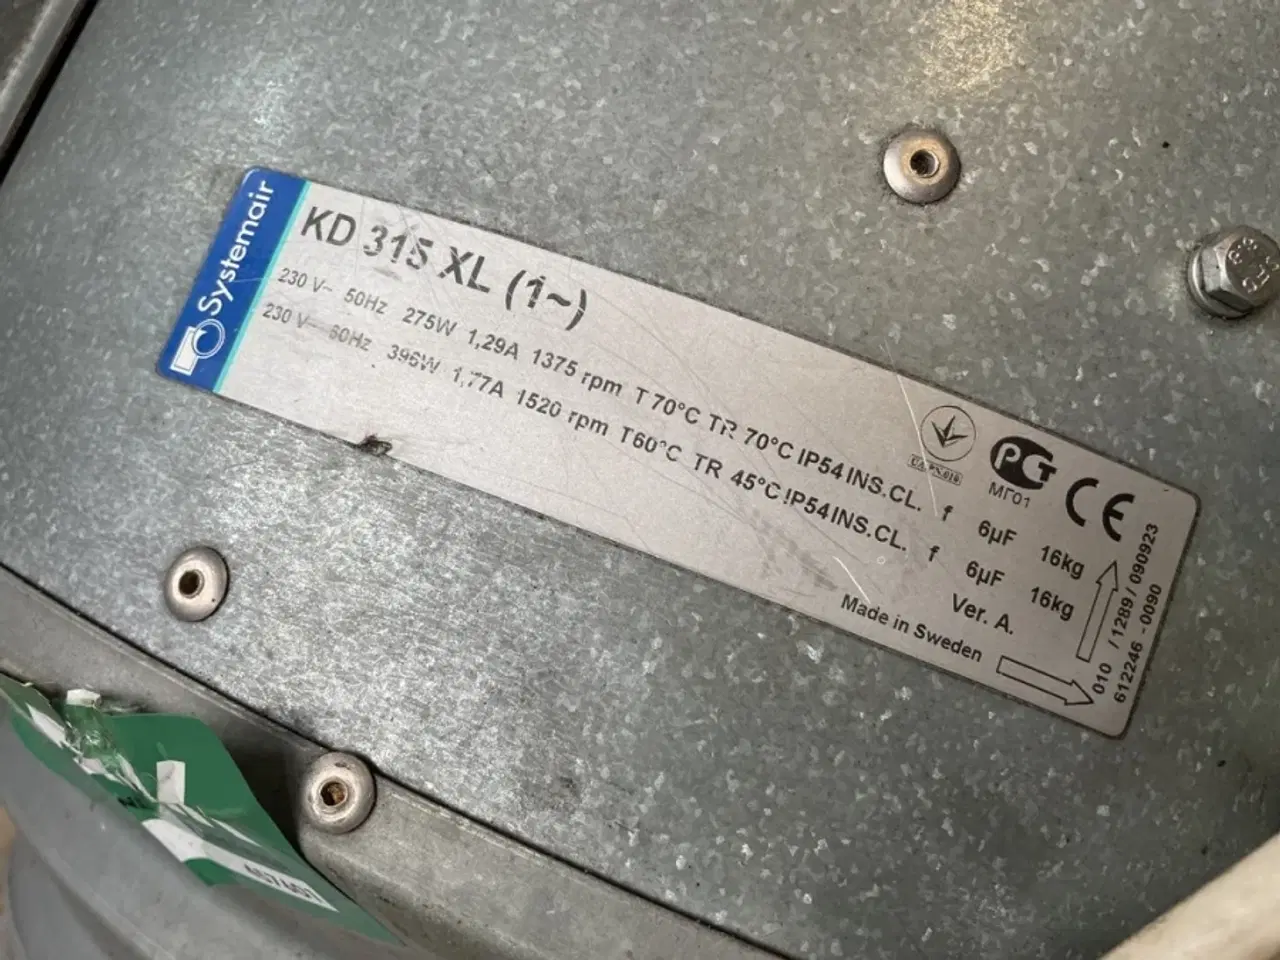 Systemair
KD 315 XL (1~)
230 V~ 50Hz 275W 1,29A 1375 rpm T 70°C TR 70°C IP54 INS.CL. f 6µF 16kg
230 V~ 60Hz 396W 1,77A 1520 rpm T60°C TR 45°C IP54 INS.CL. f 6µF 16kg
Ver. A.
Made in Sweden
РСТ
МГ01
CE
010 /1289/090923
612246-0090